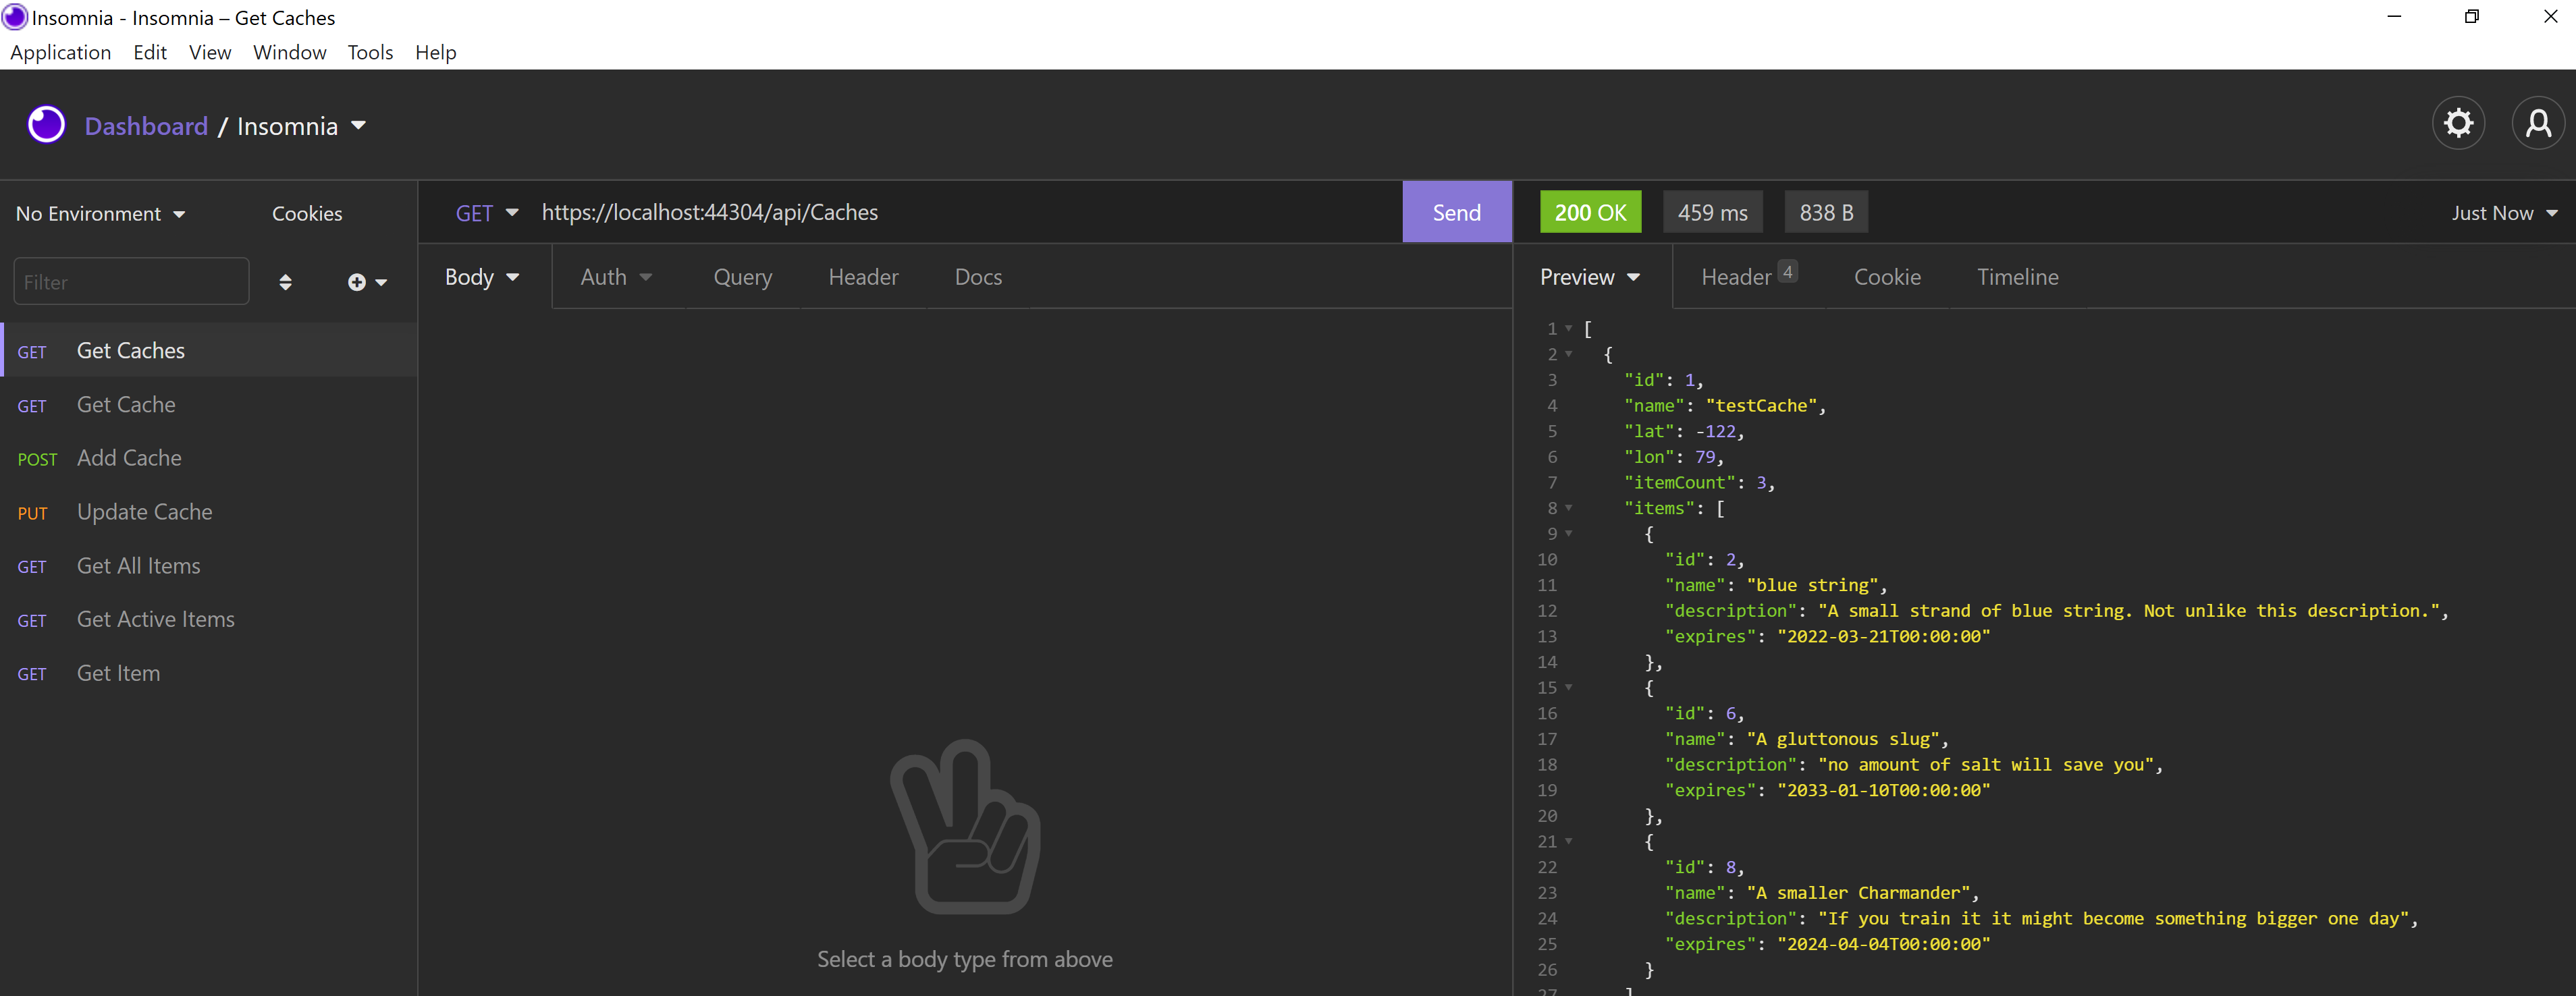 Insomnia - Insomnia – Get Caches
Application Edit View Window Tools Help
Dashboard / Insomnia
No Environment Cookies
GET https://localhost:44304/api/Caches Send
200 OK 459 ms 838 B Just Now
Filter
Body Auth Query Header Docs
Preview Header 4 Cookie Timeline
GET Get Caches
GET Get Cache
POST Add Cache
PUT Update Cache
GET Get All Items
GET Get Active Items
GET Get Item
Select a body type from above
1 [
2 {
3 "id": 1,
4 "name": "testCache",
5 "lat": -122,
6 "lon": 79,
7 "itemCount": 3,
8 "items": [
9 {
10 "id": 2,
11 "name": "blue string",
12 "description": "A small strand of blue string. Not unlike this description.",
13 "expires": "2022-03-21T00:00:00"
14 },
15 {
16 "id": 6,
17 "name": "A gluttonous slug",
18 "description": "no amount of salt will save you",
19 "expires": "2033-01-10T00:00:00"
20 },
21 {
22 "id": 8,
23 "name": "A smaller Charmander",
24 "description": "If you train it it might become something bigger one day",
25 "expires": "2024-04-04T00:00:00"
26 }
27 ]